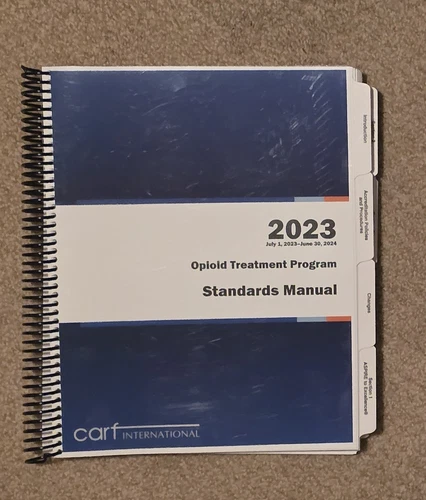 2023
July 1, 2023–June 30, 2024
Opioid Treatment Program
Standards Manual
carf INTERNATIONAL
Introduction
Accreditation Policies
and Procedures
Changes
Section 1
ASPIRE to Excellence®